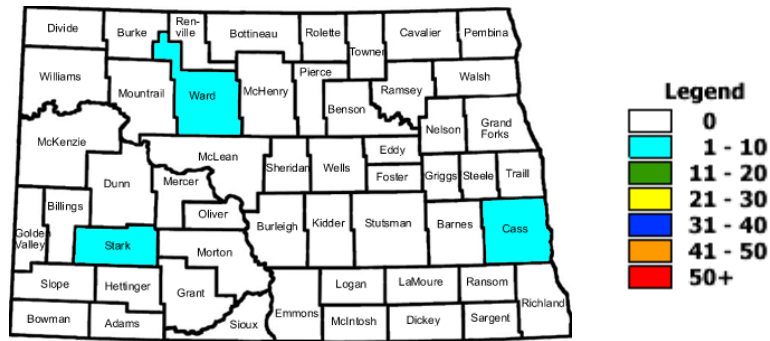 Divide
Burke
Ren-
ville
Bottineau
Rolette
Towner
Cavalier
Pembina
Williams
Mountrail
Ward
McHenry
Pierce
Benson
Ramsey
Walsh
McKenzie
McLean
Sheridan
Wells
Eddy
Foster
Nelson
Grand
Forks
Dunn
Mercer
Oliver
Griggs
Steele
Traill
Billings
Golden
Valley
Stark
Morton
Burleigh
Kidder
Stutsman
Barnes
Cass
Slope
Hettinger
Grant
Bowman
Adams
Sioux
Emmons
Logan
McIntosh
LaMoure
Dickey
Ransom
Sargent
Richland
Legend
0
1 - 10
11 - 20
21 - 30
31 - 40
41 - 50
50+